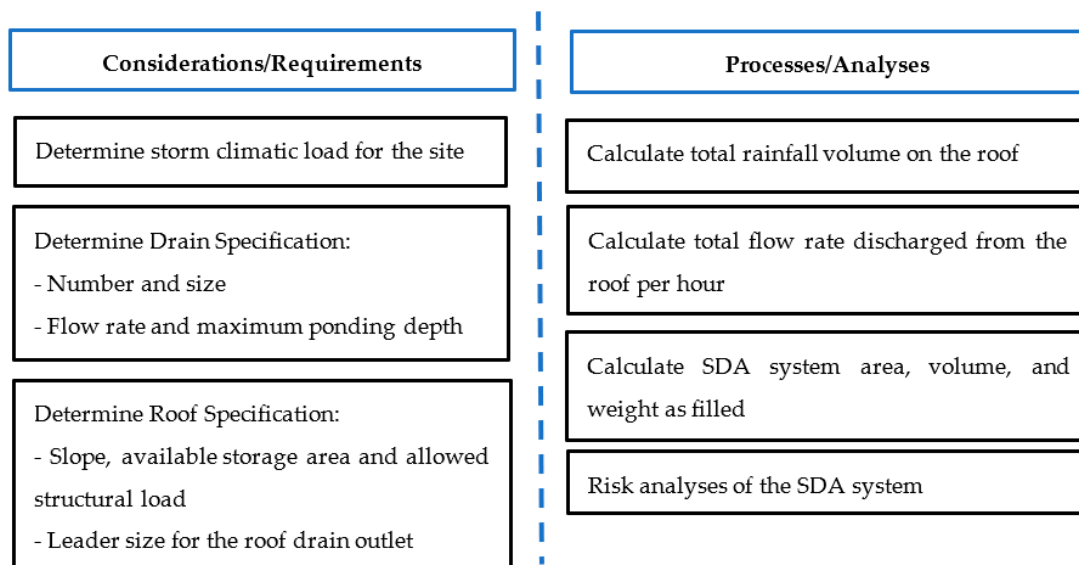 Considerations/Requirements
Determine storm climatic load for the site
Determine Drain Specification:
- Number and size
- Flow rate and maximum ponding depth
Determine Roof Specification:
- Slope, available storage area and allowed
structural load
- Leader size for the roof drain outlet
Processes/Analyses
Calculate total rainfall volume on the roof
Calculate total flow rate discharged from the
roof per hour
Calculate SDA system area, volume, and
weight as filled
Risk analyses of the SDA system